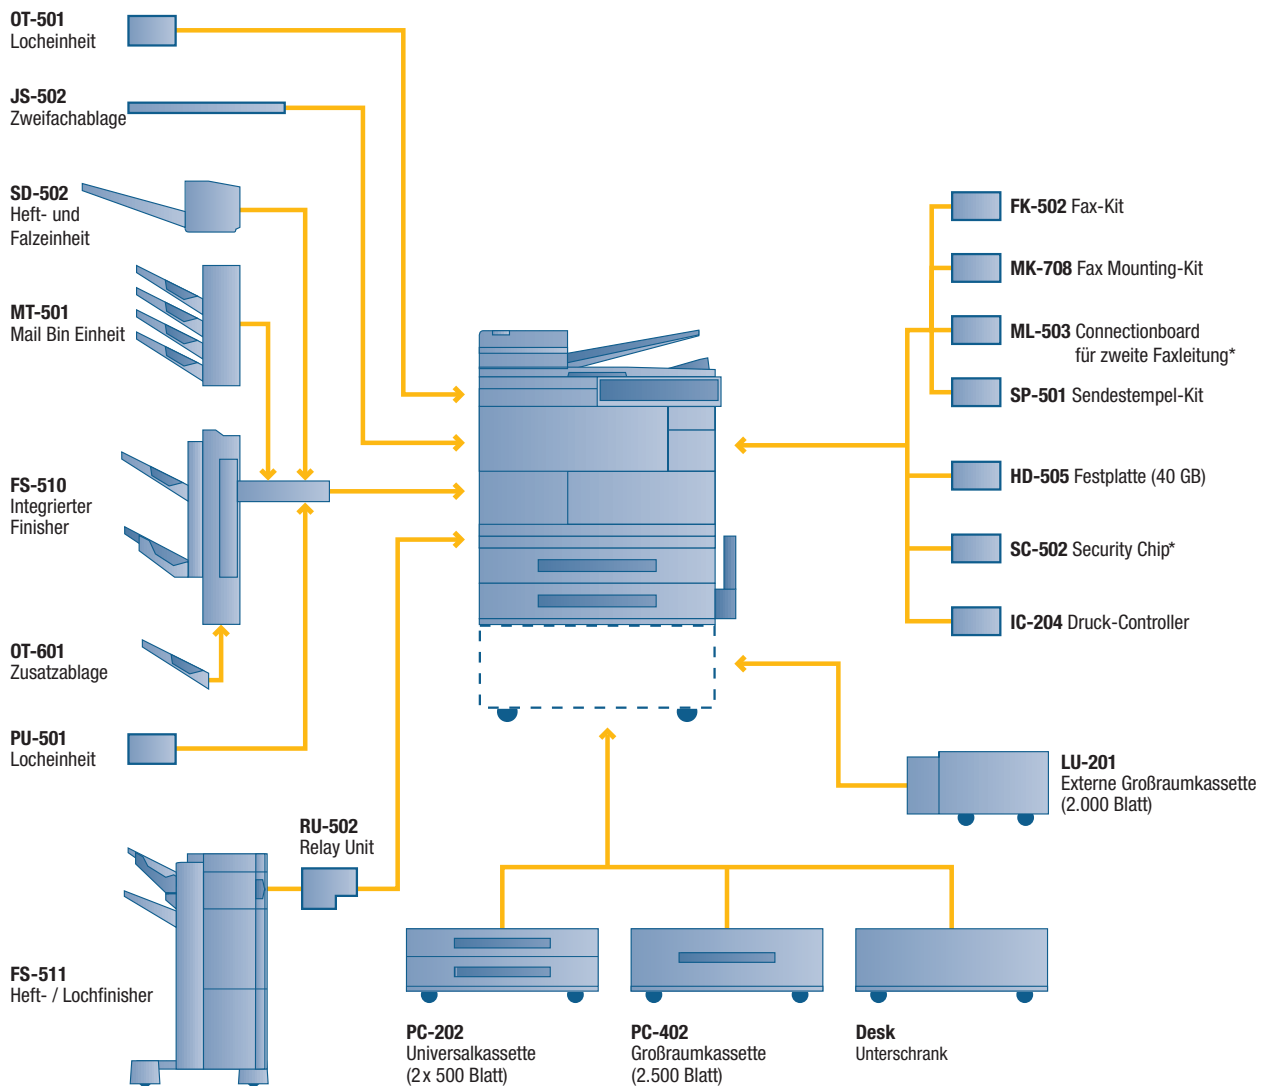 OT-501
Locheinheit
JS-502
Zweifachablage
SD-502
Heft- und
Falzeinheit
MT-501
Mail Bin Einheit
FS-510
Integrierter
Finisher
OT-601
Zusatzablage
PU-501
Locheinheit
RU-502
Relay Unit
FS-511
Heft- / Lochfinisher
FK-502 Fax-Kit
MK-708 Fax Mounting-Kit
ML-503 Connectionboard
für zweite Faxleitung*
SP-501 Sendestempel-Kit
HD-505 Festplatte (40 GB)
SC-502 Security Chip*
IC-204 Druck-Controller
LU-201
Externe Großraumkassette
(2.000 Blatt)
PC-202
Universalkassette
(2 x 500 Blatt)
PC-402
Großraumkassette
(2.500 Blatt)
Desk
Unterschrank